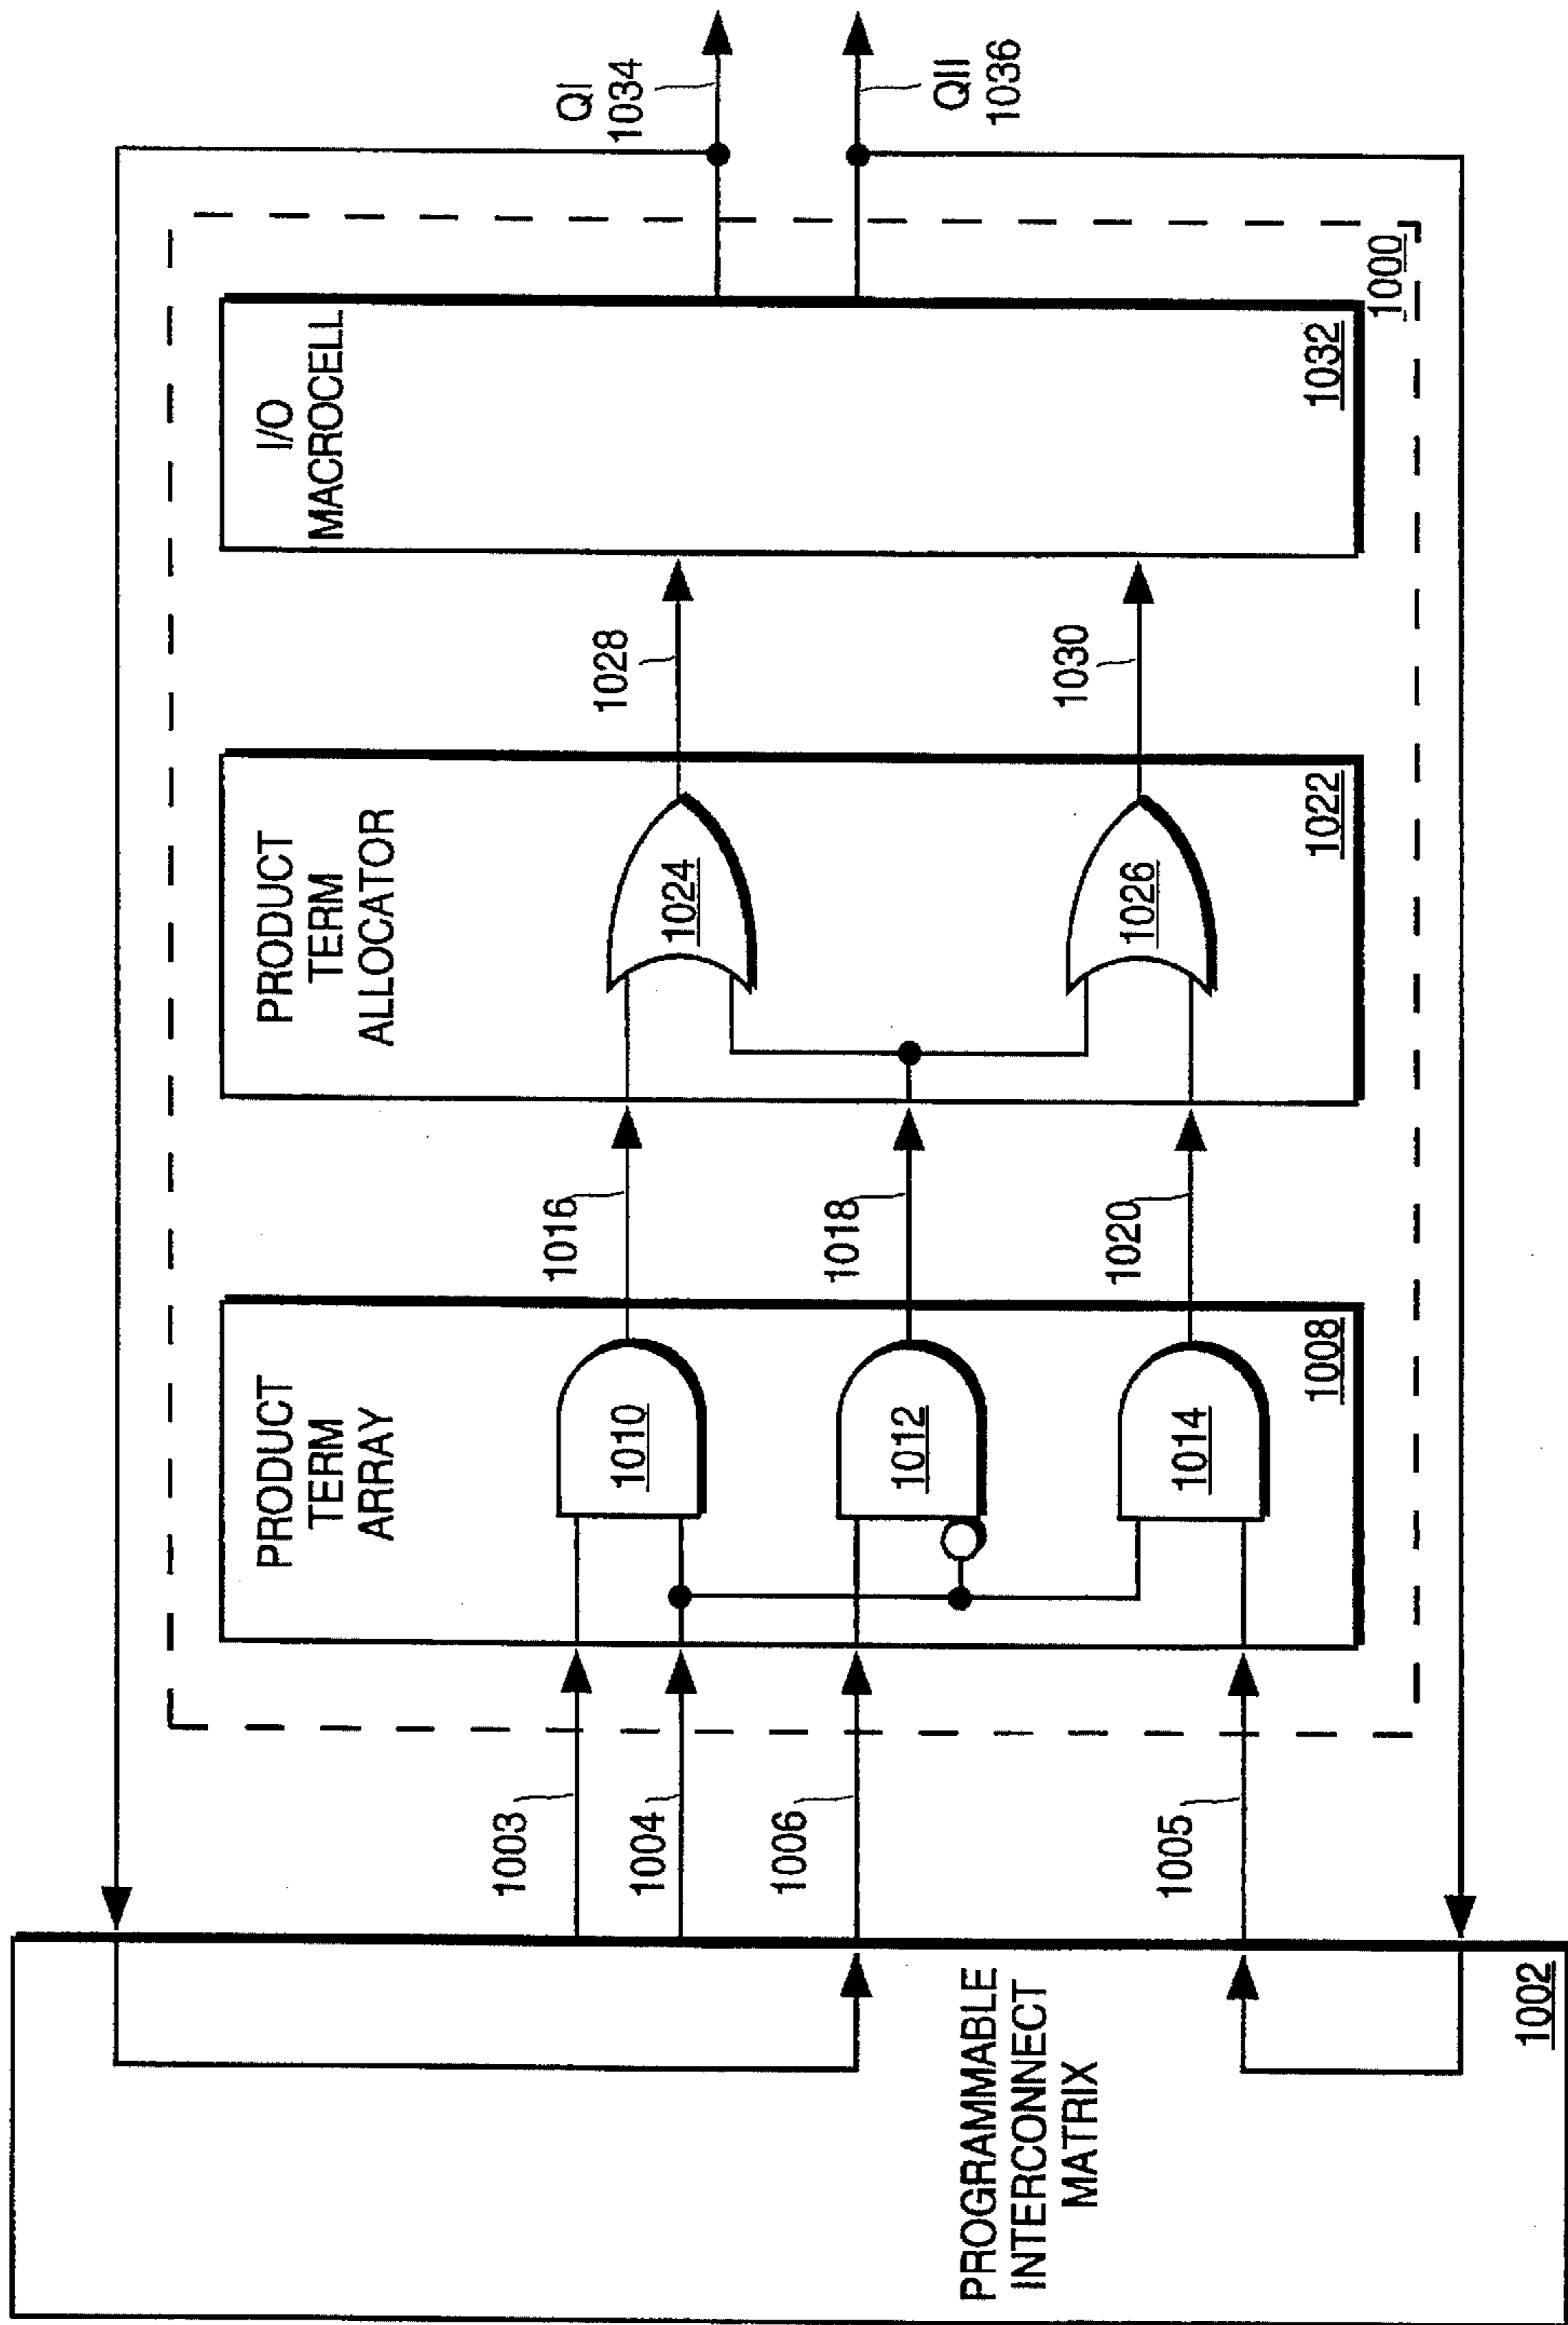 PROGRAMMABLE
INTERCONNECT
MATRIX
1002
1003
1004
1006
1005
PRODUCT
TERM
ARRAY
1010
1012
1014
1008
1016
1018
1020
PRODUCT
TERM
ALLOCATOR
1024
1026
1022
1028
1030
I/O
MACROCELL
1032
1000
QI
1034
QII
1036